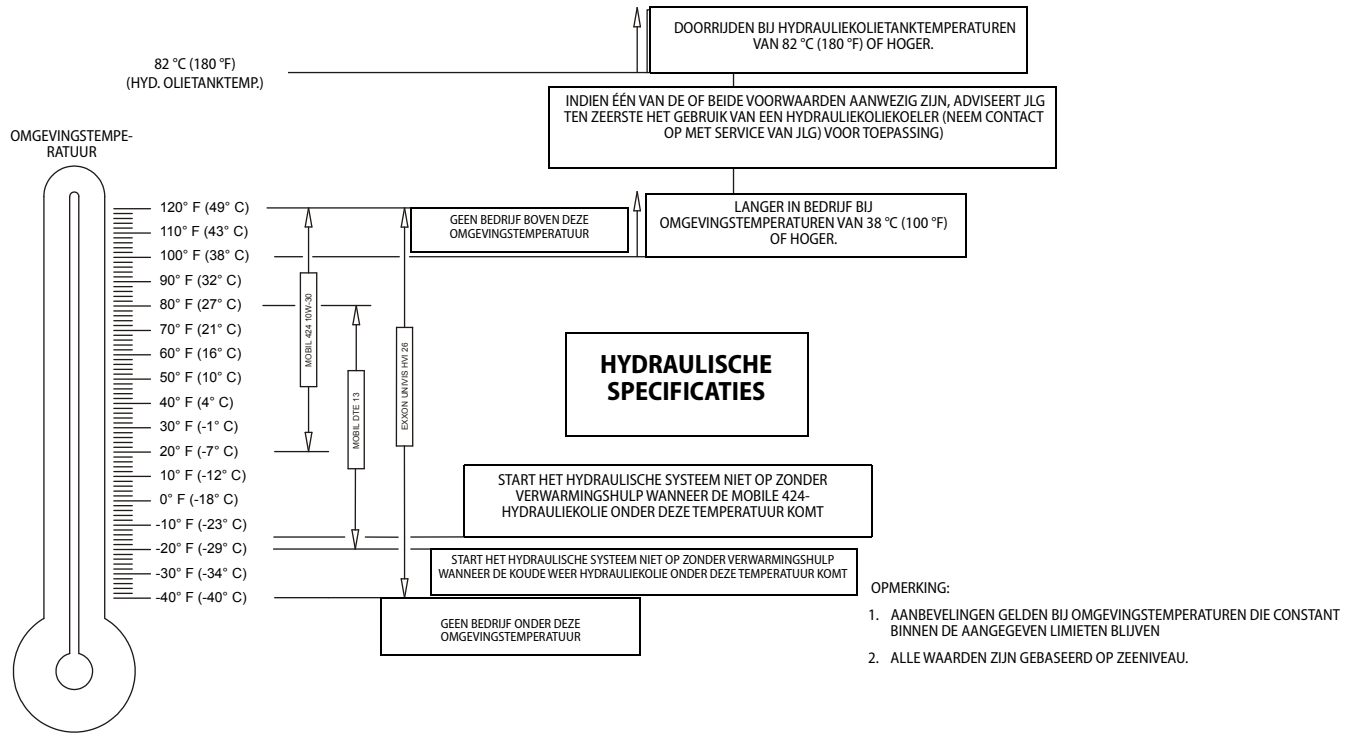 DOORRIJDEN BIJ HYDRAULIEKOLIETANKTEMPERATUREN
VAN 82 °C (180 °F) OF HOGER.
82 °C (180 °F)
(HYD. OLIETANKTEMP.)
INDIEN ÉÉN VAN DE OF BEIDE VOORWAARDEN AANWEZIG ZIJN, ADVISEERT JLG
TEN ZEERSTE HET GEBRUIK VAN EEN HYDRAULIEKOLIEKOELER (NEEM CONTACT
OP MET SERVICE VAN JLG) VOOR TOEPASSING)
OMGEVINGSTEMPE-
RATUUR
120° F (49° C)
110° F (43° C)
100° F (38° C)
90° F (32° C)
80° F (27° C)
70° F (21° C)
60° F (16° C)
50° F (10° C)
40° F (4° C)
30° F (-1° C)
20° F (-7° C)
10° F (-12° C)
0° F (-18° C)
-10° F (-23° C)
-20° F (-29° C)
-30° F (-34° C)
-40° F (-40° C)
MOBIL 424 10W-30
MOBIL DTE 13
EXXON UNIVIS HVI 26
GEEN BEDRIJF BOVEN DEZE
OMGEVINGSTEMPERATUUR
LANGER IN BEDRIJF BIJ
OMGEVINGSTEMPERATUREN VAN 38 °C (100 °F)
OF HOGER.
HYDRAULISCHE
SPECIFICATIES
START HET HYDRAULISCHE SYSTEEM NIET OP ZONDER
VERWARMINGSHULP WANNEER DE MOBILE 424-
HYDRAULIEKOLIE ONDER DEZE TEMPERATUUR KOMT
START HET HYDRAULISCHE SYSTEEM NIET OP ZONDER VERWARMINGSHULP
WANNEER DE KOUDE WEER HYDRAULIEKOLIE ONDER DEZE TEMPERATUUR KOMT
GEEN BEDRIJF ONDER DEZE
OMGEVINGSTEMPERATUUR
OPMERKING:
1. AANBEVELINGEN GELDEN BIJ OMGEVINGSTEMPERATUREN DIE CONSTANT
BINNEN DE AANGEGEVEN LIMIETEN BLIJVEN
2. ALLE WAARDEN ZIJN GEBASEERD OP ZEENIVEAU.